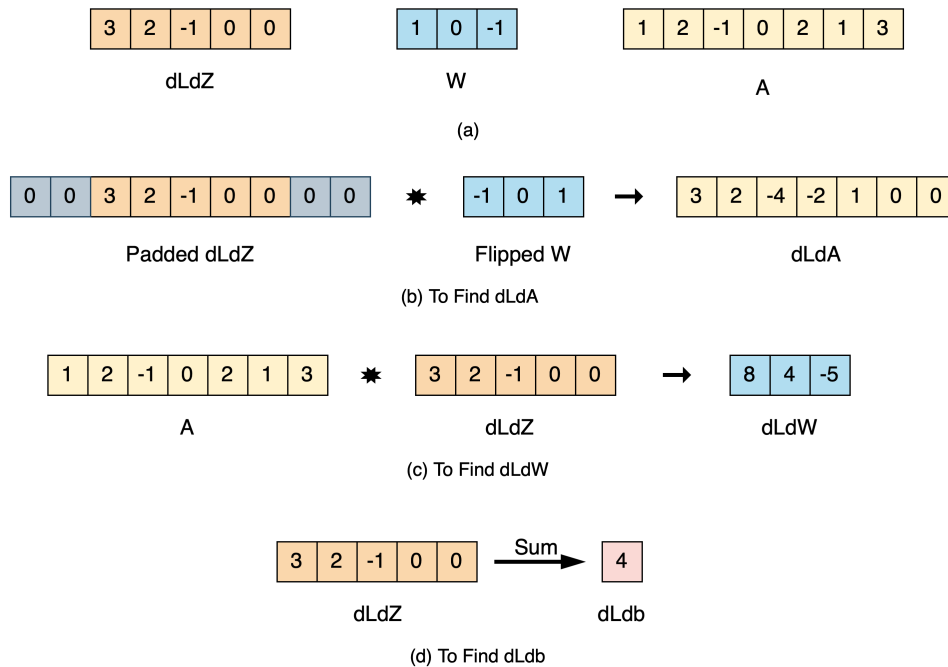 3 2 -1 0 0 1 0 -1 1 2 -1 0 2 1 3
dLdZ W A
(a)
0 0 3 2 -1 0 0 0 0 -1 0 1 3 2 -4 -2 1 0 0
Padded dLdZ Flipped W dLdA
(b) To Find dLdA
1 2 -1 0 2 1 3 3 2 -1 0 0 8 4 -5
A dLdZ dLdW
(c) To Find dLdW
3 2 -1 0 0 Sum 4
dLdZ dLdb
(d) To Find dLdb